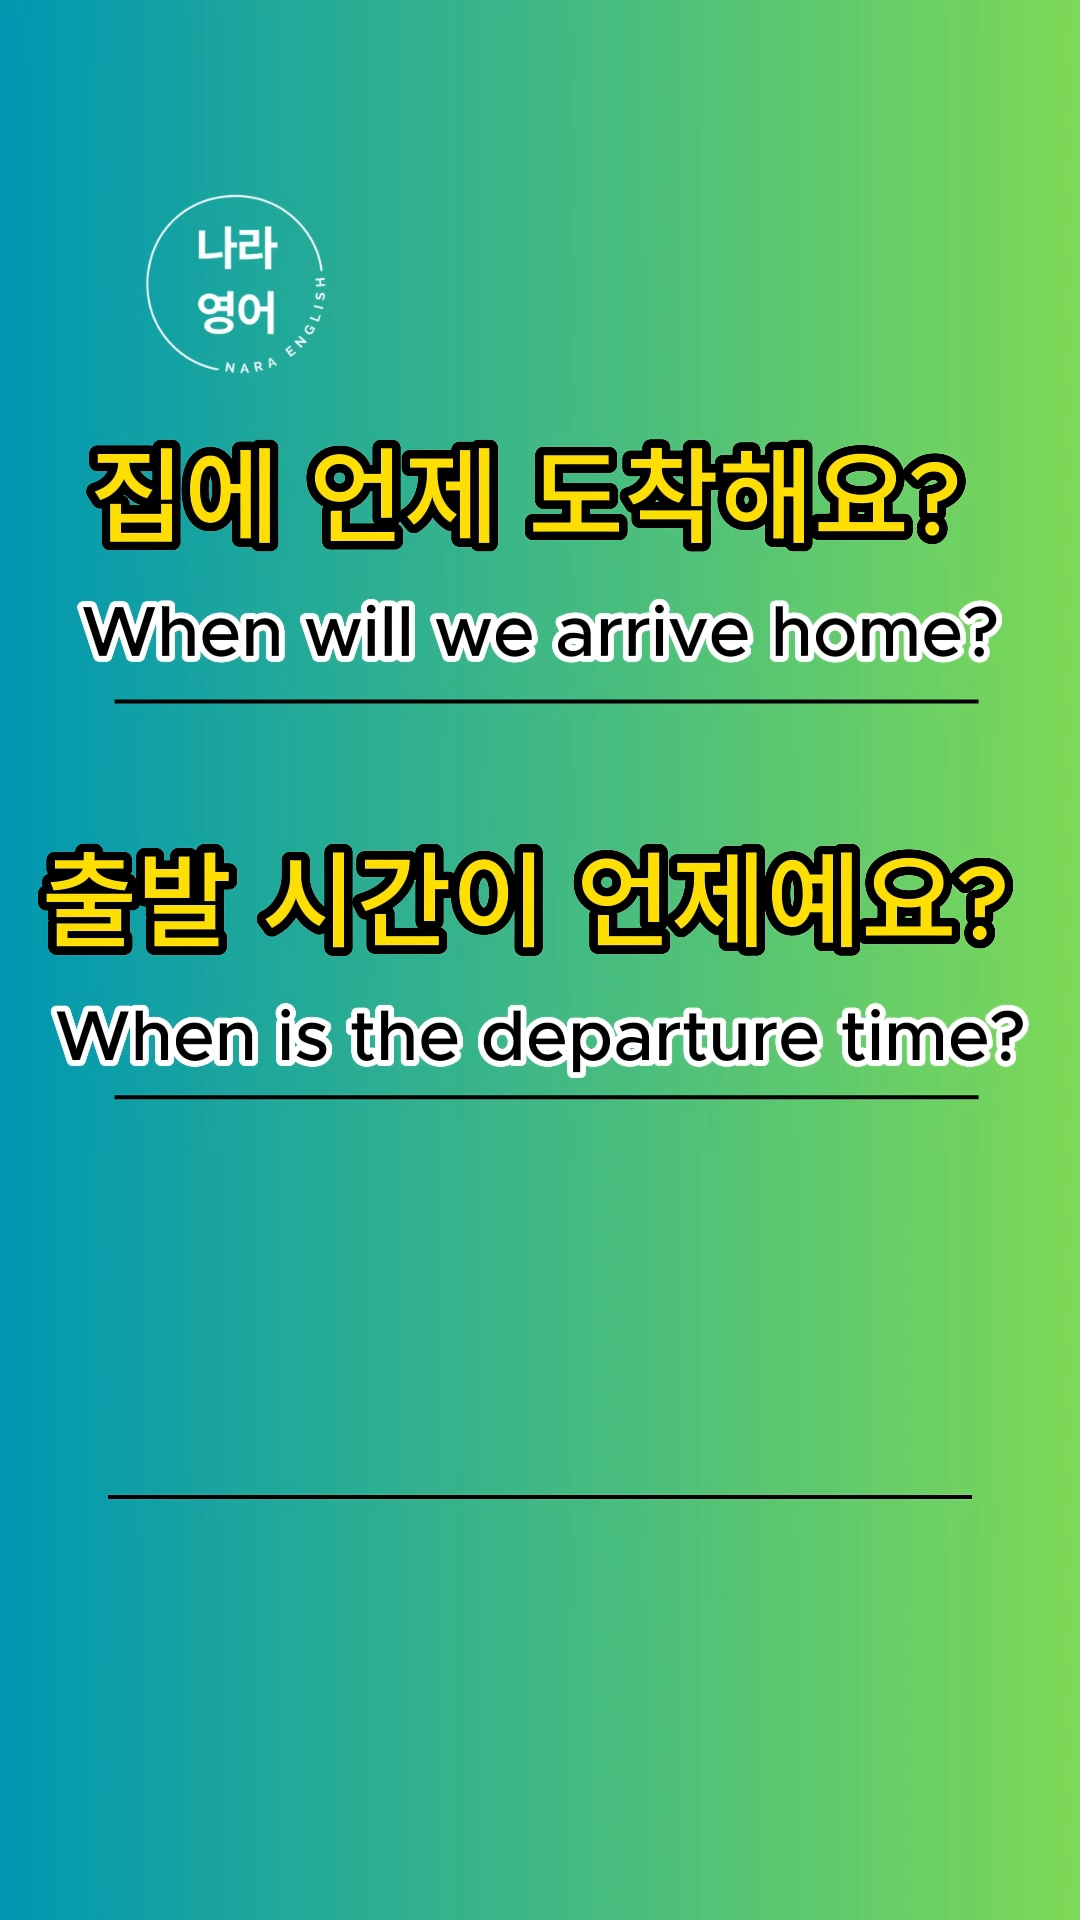 나라
영어
NARA ENGLISH
집에 언제 도착해요?
When will we arrive home?
출발 시간이 언제예요?
When is the departure time?